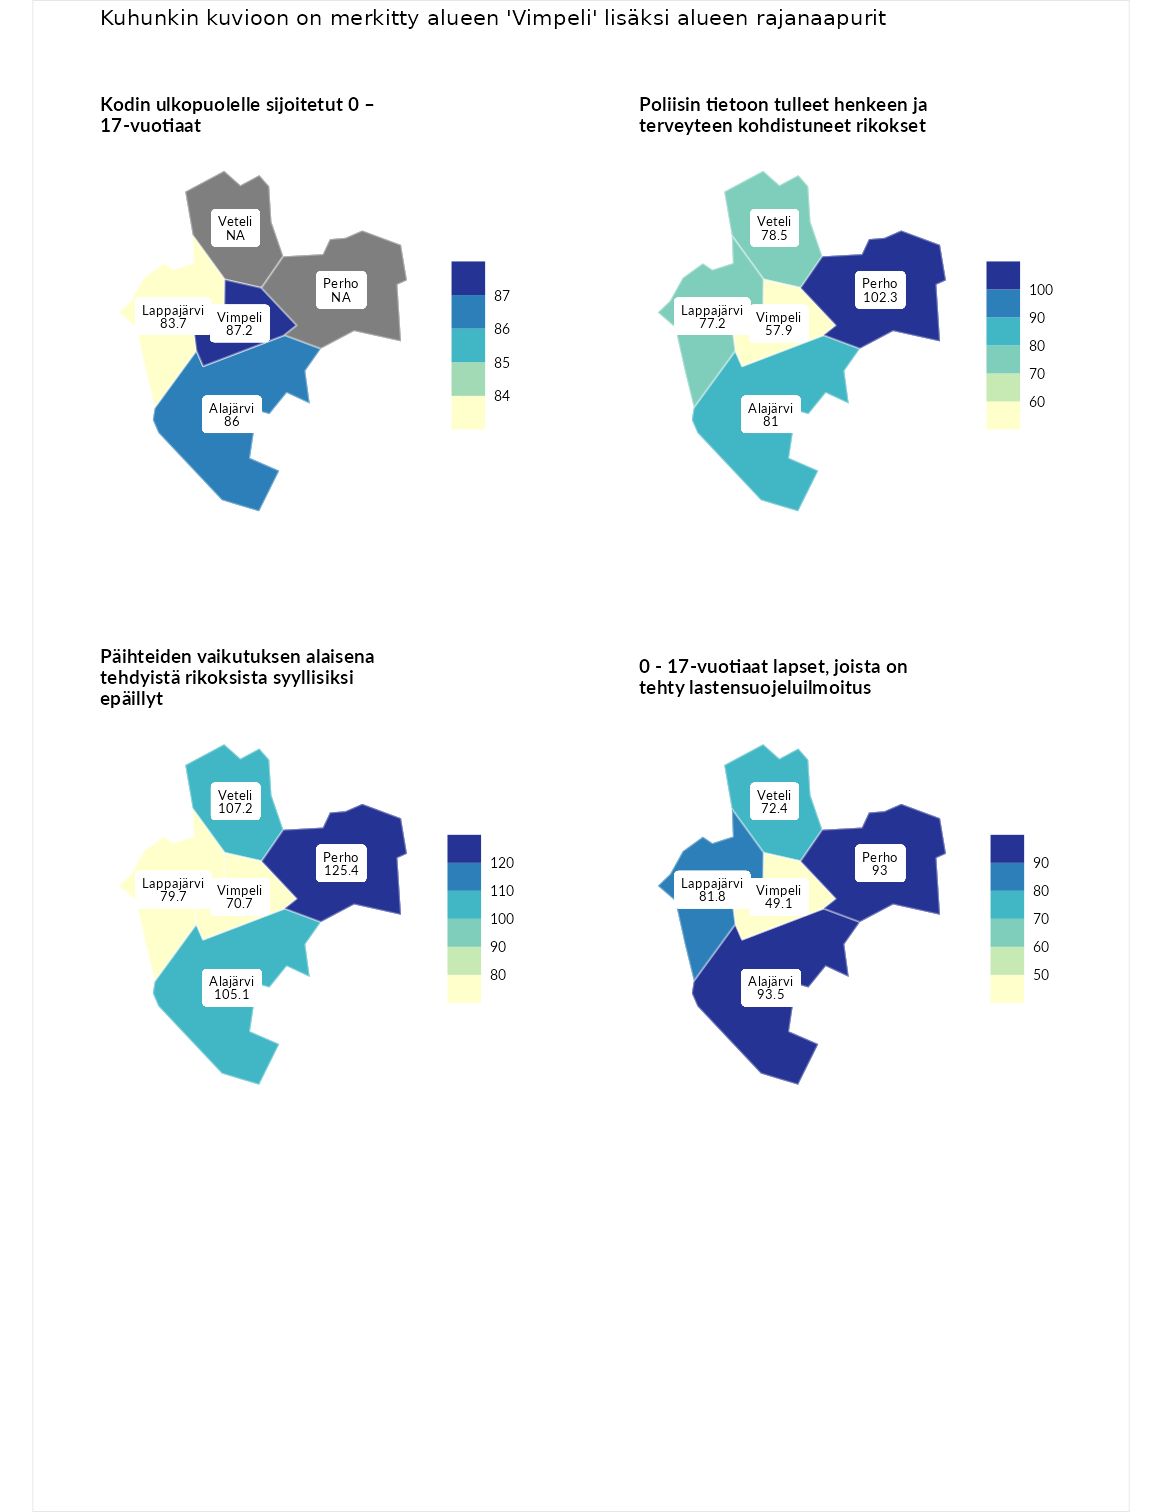 Kuhunkin kuvioon on merkitty alueen 'Vimpeli' lisäksi alueen rajanaapurit
Kodin ulkopuolelle sijoitetut 0 –
17-vuotiaat
Veteli
NA
Perho
NA
Lappajärvi
83.7
Vimpeli
87.2
Alajärvi
86
87
86
85
84
Poliisin tietoon tulleet henkeen ja
terveyteen kohdistuneet rikokset
Veteli
78.5
Perho
102.3
Lappajärvi
77.2
Vimpeli
57.9
Alajärvi
81
100
90
80
70
60
Päihteiden vaikutuksen alaisena
tehdyistä rikoksista syyllisiksi
epäillyt
Veteli
107.2
Perho
125.4
Lappajärvi
79.7
Vimpeli
70.7
Alajärvi
105.1
120
110
100
90
80
0 - 17-vuotiaat lapset, joista on
tehty lastensuojeluilmoitus
Veteli
72.4
Perho
93
Lappajärvi
81.8
Vimpeli
49.1
Alajärvi
93.5
90
80
70
60
50